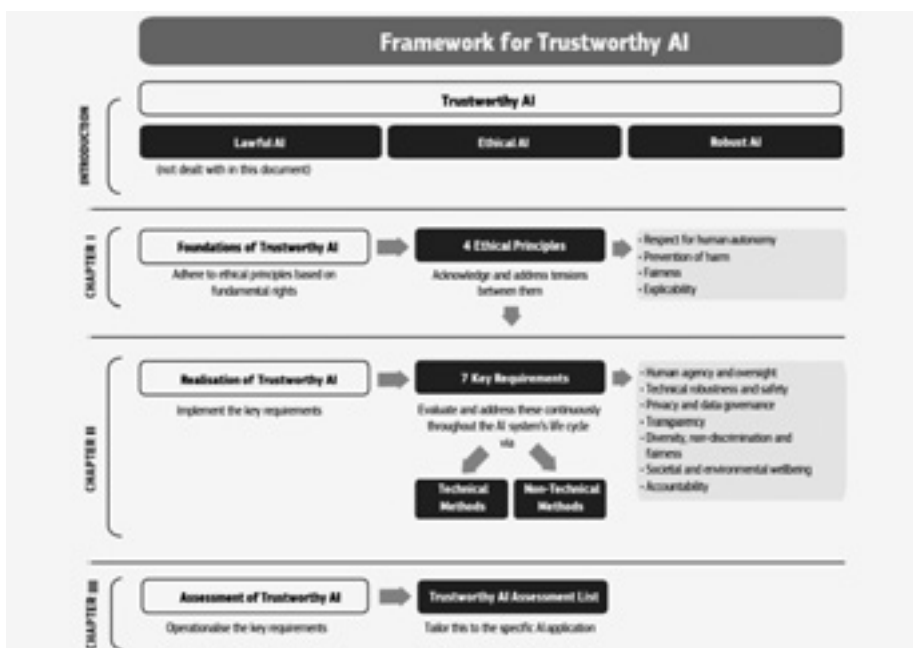 Framework for Trustworthy AI
INTRODUCTION
Trustworthy AI
Lawful AI
Ethical AI
Robust AI
(not dealt with in this document)
CHAPTER I
Foundations of Trustworthy AI
Adhere to ethical principles based on
fundamental rights
4 Ethical Principles
Acknowledge and address tensions
between them
- Respect for human autonomy
- Prevention of harm
- Fairness
- Explicability
CHAPTER II
Realisation of Trustworthy AI
Implement the key requirements
7 Key Requirements
Evaluate and address these continuously
throughout the AI system's life cycle
via
Technical
Methods
Non-Technical
Methods
- Human agency and oversight
- Technical robustness and safety
- Privacy and data governance
- Transparency
- Diversity, non-discrimination and
fairness
- Societal and environmental wellbeing
- Accountability
CHAPTER III
Assessment of Trustworthy AI
Operationalise the key requirements
Trustworthy AI Assessment List
Tailor this to the specific AI application